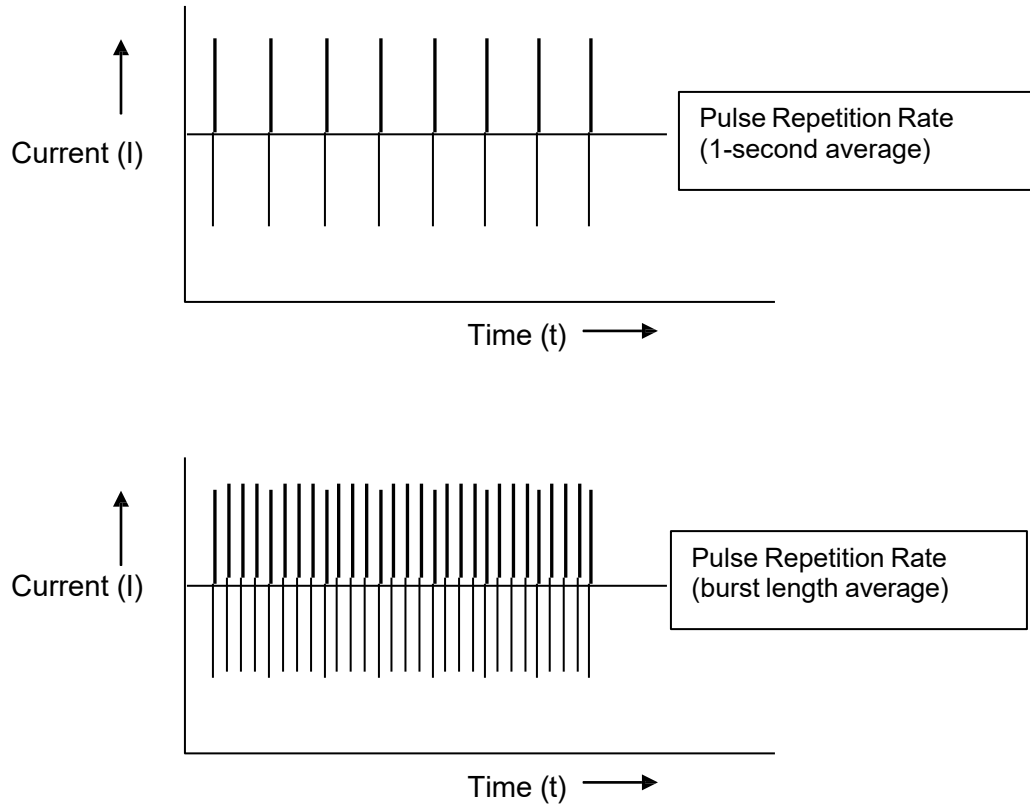 Current (I)
Pulse Repetition Rate
(1-second average)
Time (t)
Current (I)
Pulse Repetition Rate
(burst length average)
Time (t)